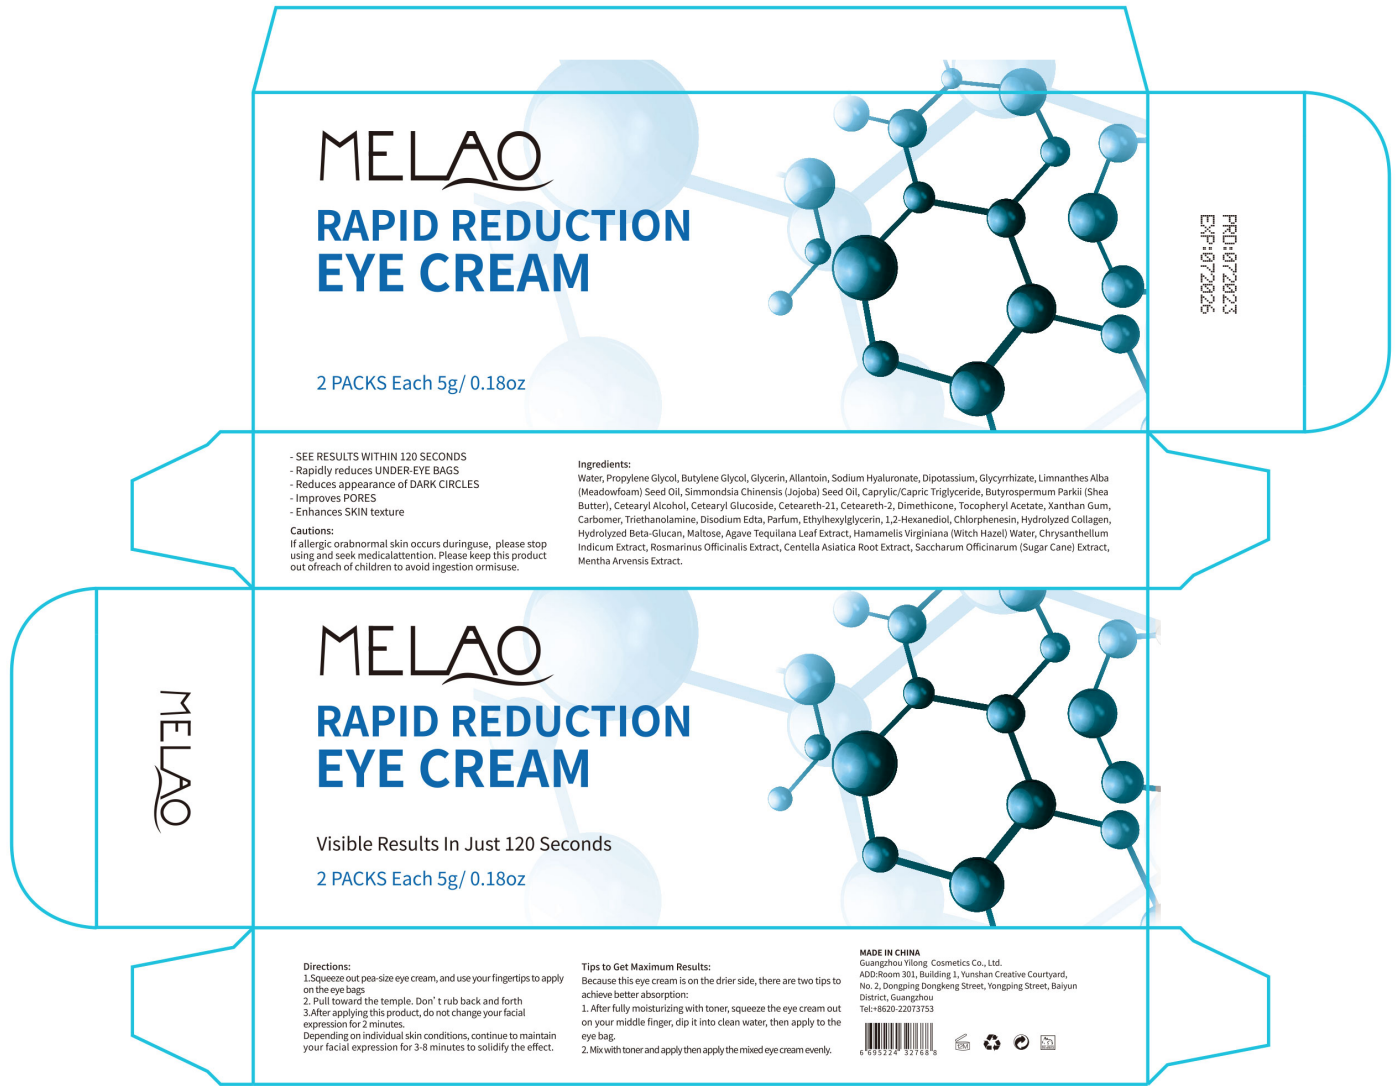 MELAO
RAPID REDUCTION
EYE CREAM
2 PACKS Each 5g/ 0.18oz
PRD:072023
EXP:072026
- SEE RESULTS WITHIN 120 SECONDS
- Rapidly reduces UNDER-EYE BAGS
- Reduces appearance of DARK CIRCLES
- Improves PORES
- Enhances SKIN texture
Cautions:
If allergic orabnormal skin occurs duringuse, please stop
using and seek medicalattention. Please keep this product
out ofreach of children to avoid ingestion ormisuse.
Ingredients:
Water, Propylene Glycol, Butylene Glycol, Glycerin, Allantoin, Sodium Hyaluronate, Dipotassium, Glycyrrhizate, Limnanthes Alba
(Meadowfoam) Seed Oil, Simmondsia Chinensis (Jojoba) Seed Oil, Caprylic/Capric Triglyceride, Butyrospermum Parkii (Shea
Butter), Cetearyl Alcohol, Cetearyl Glucoside, Ceteareth-21, Ceteareth-2, Dimethicone, Tocopheryl Acetate, Xanthan Gum,
Carbomer, Triethanolamine, Disodium Edta, Parfum, Ethylhexylglycerin, 1,2-Hexanediol, Chlorphenesin, Hydrolyzed Collagen,
Hydrolyzed Beta-Glucan, Maltose, Agave Tequilana Leaf Extract, Hamamelis Virginiana (Witch Hazel) Water, Chrysanthellum
Indicum Extract, Rosmarinus Officinalis Extract, Centella Asiatica Root Extract, Saccharum Officinarum (Sugar Cane) Extract,
Mentha Arvensis Extract.
MELAO
MELAO
RAPID REDUCTION
EYE CREAM
Visible Results In Just 120 Seconds
2 PACKS Each 5g/ 0.18oz
Directions:
1.Squeeze out pea-size eye cream, and use your fingertips to apply
on the eye bags
2. Pull toward the temple. Don't rub back and forth
3.After applying this product, do not change your facial
expression for 2 minutes.
Depending on individual skin conditions, continue to maintain
your facial expression for 3-8 minutes to solidify the effect.
Tips to Get Maximum Results:
Because this eye cream is on the drier side, there are two tips to
achieve better absorption:
1. After fully moisturizing with toner, squeeze the eye cream out
on your middle finger, dip it into clean water, then apply to the
eye bag.
2. Mix with toner and apply then apply the mixed eye cream evenly.
MADE IN CHINA
Guangzhou Yilong Cosmetics Co., Ltd.
ADD:Room 301, Building 1, Yunshan Creative Courtyard,
No. 2, Dongping Dongkeng Street, Yongping Street, Baiyun
District, Guangzhou
Tel:+8620-22073753
6 695224 327688
12M